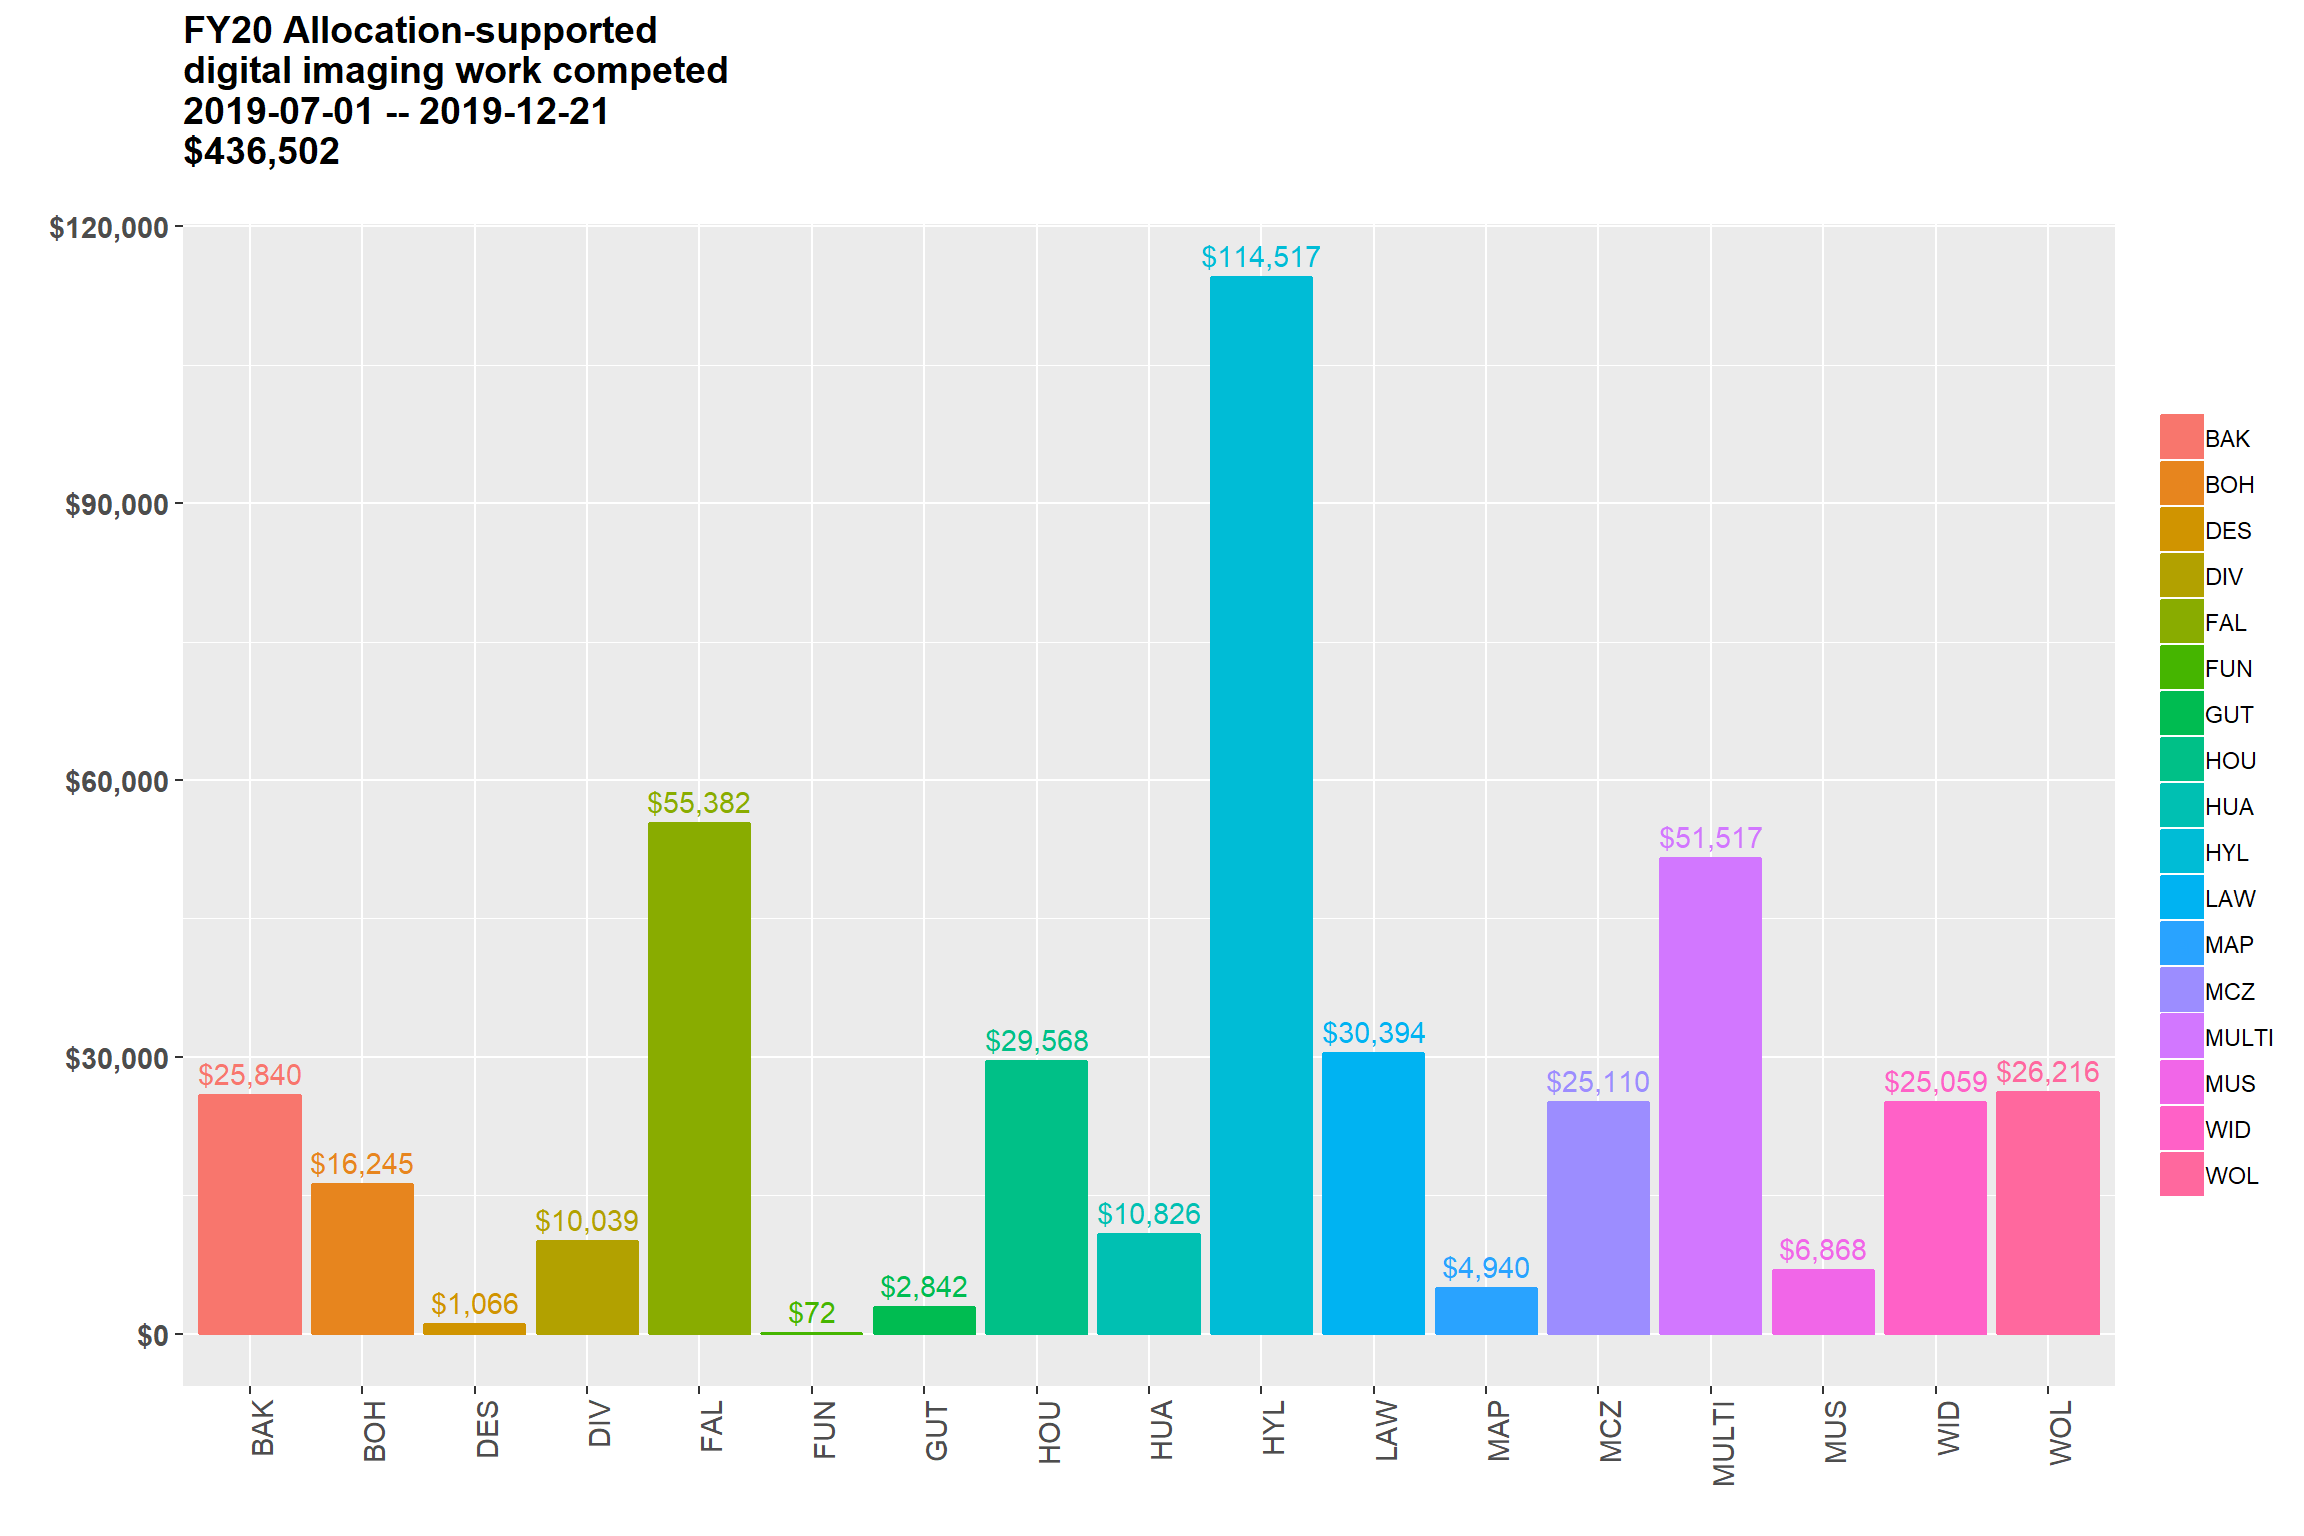 FY20 Allocation-supported
digital imaging work competed
2019-07-01 -- 2019-12-21
$436,502
$120,000
$90,000
$60,000
$30,000
$0
$25,840
$16,245
$1,066
$10,039
$55,382
$72
$2,842
$29,568
$10,826
$114,517
$30,394
$4,940
$25,110
$51,517
$6,868
$25,059
$26,216
BAK
BOH
DES
DIV
FAL
FUN
GUT
HOU
HUA
HYL
LAW
MAP
MCZ
MULTI
MUS
WID
WOL
BAK
BOH
DES
DIV
FAL
FUN
GUT
HOU
HUA
HYL
LAW
MAP
MCZ
MULTI
MUS
WID
WOL